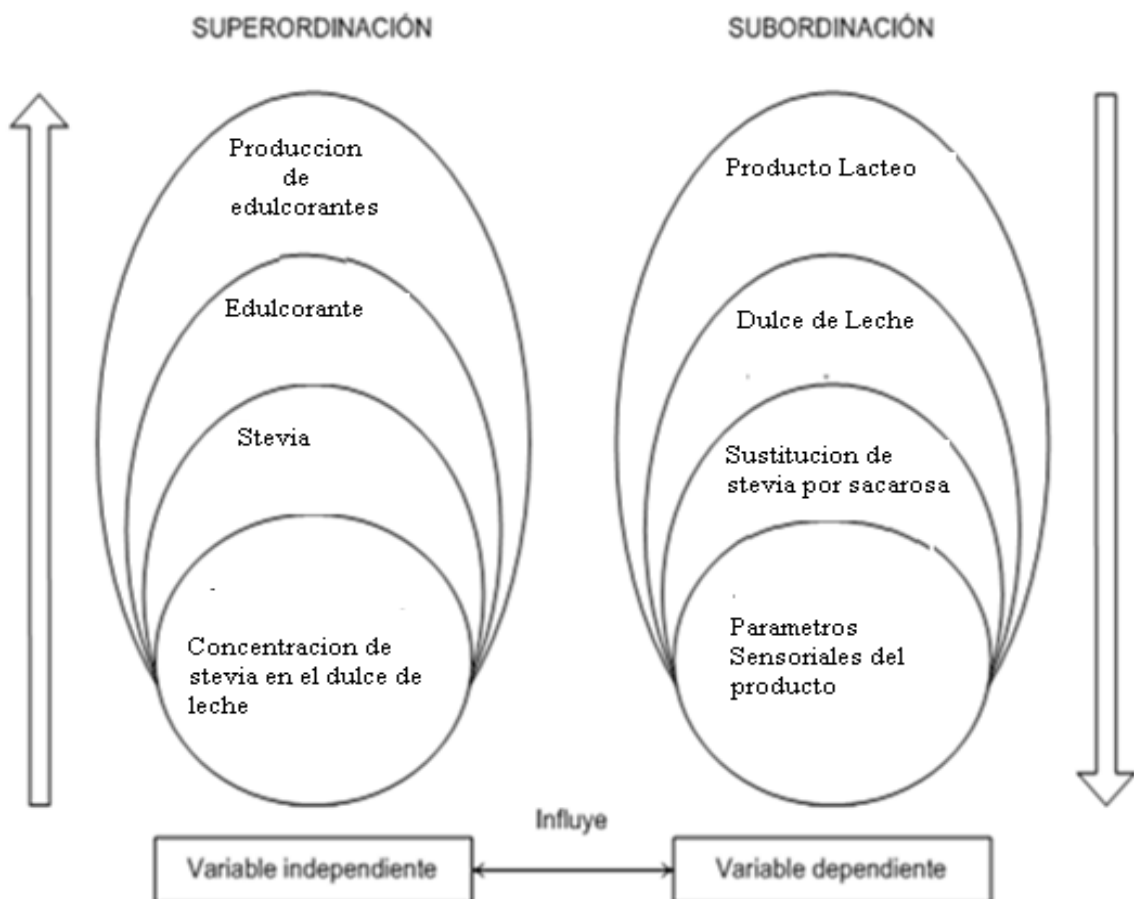 SUPERORDINACIÓN
SUBORDINACIÓN
Produccion
de
edulcorantes
Edulcorante
Stevia
Concentracion de
stevia en el dulce de
leche
Producto Lacteo
Dulce de Leche
Sustitucion de
stevia por sacarosa
Parametros
Sensoriales del
producto
Influye
Variable independiente
Variable dependiente